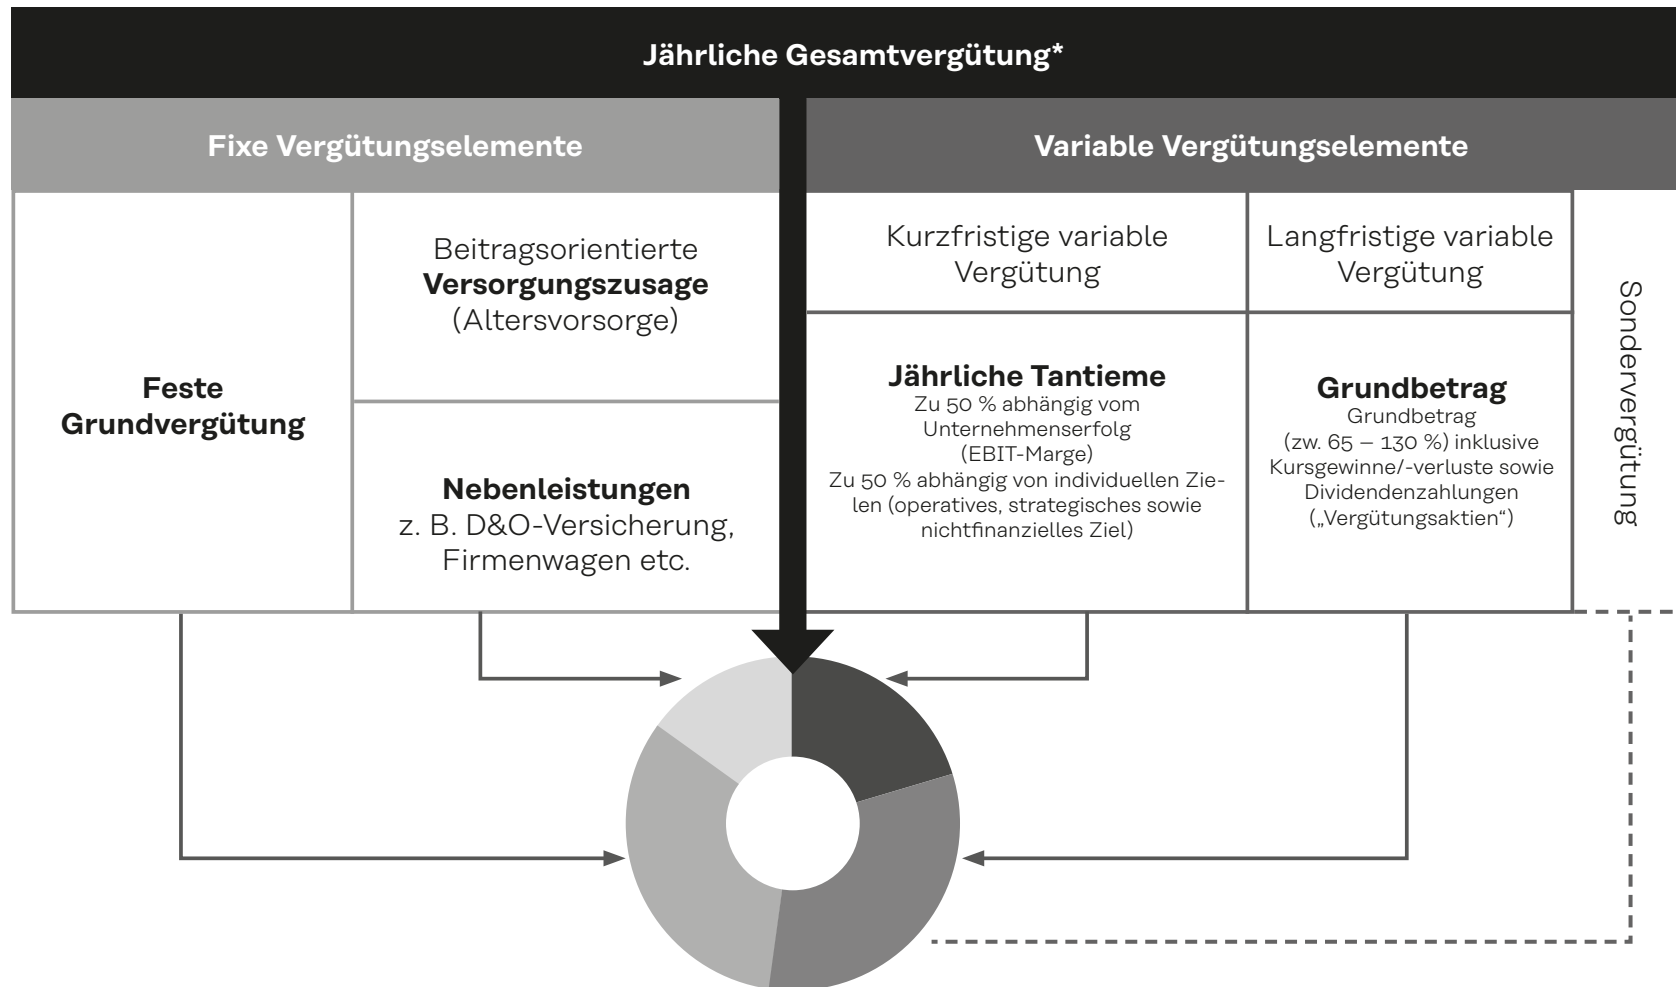 Jährliche Gesamtvergütung*
Fixe Vergütungselemente
Variable Vergütungselemente
Feste
Grundvergütung
Beitragsorientierte
Versorgungszusage
(Altersvorsorge)
Nebenleistungen
z. B. D&O-Versicherung,
Firmenwagen etc.
Kurzfristige variable
Vergütung
Jährliche Tantieme
Zu 50 % abhängig vom
Unternehmenserfolg
(EBIT-Marge)
Zu 50 % abhängig von individuellen Zie-
len (operatives, strategisches sowie
nichtfinanzielles Ziel)
Langfristige variable
Vergütung
Grundbetrag
Grundbetrag
(zw. 65 – 130 %) inklusive
Kursgewinne/-verluste sowie
Dividendenzahlungen
(„Vergütungsaktien“)
Sondervergütung